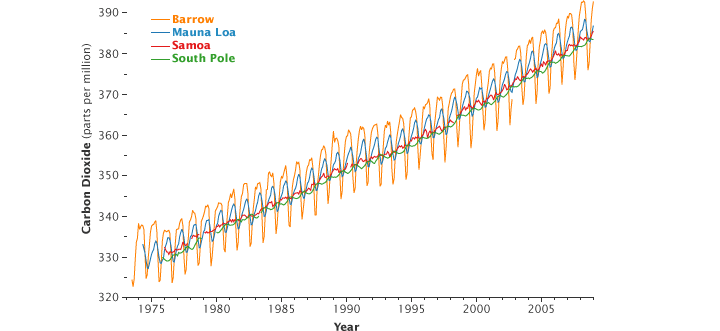 390
380
370
360
350
340
330
320
Carbon Dioxide (parts per million)
Barrow
Mauna Loa
Samoa
South Pole
1975 1980 1985 1990 1995 2000 2005
Year